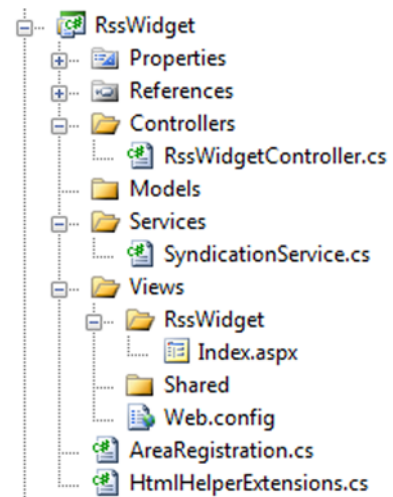 RssWidget
Properties
References
Controllers
RssWidgetController.cs
Models
Services
SyndicationService.cs
Views
RssWidget
Index.aspx
Shared
Web.config
AreaRegistration.cs
HtmlHelperExtensions.cs